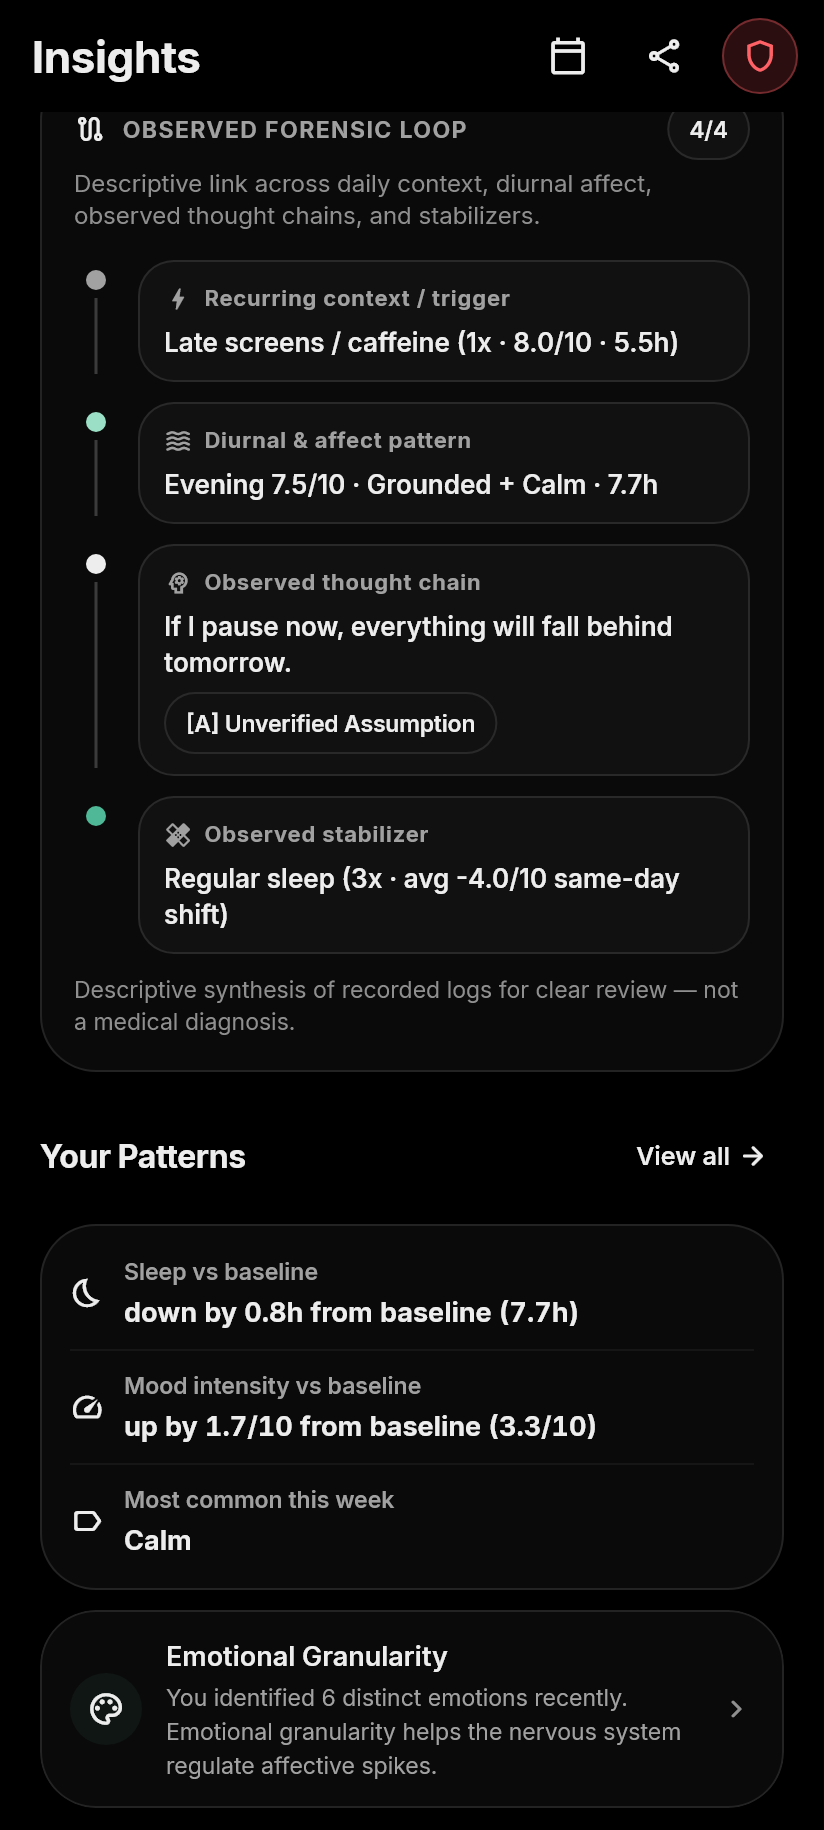 Insights
OBSERVED FORENSIC LOOP
4/4
Descriptive link across daily context, diurnal affect,
observed thought chains, and stabilizers.
Recurring context / trigger
Late screens / caffeine (1x · 8.0/10 · 5.5h)
Diurnal & affect pattern
Evening 7.5/10 · Grounded + Calm · 7.7h
Observed thought chain
If I pause now, everything will fall behind
tomorrow.
[A] Unverified Assumption
Observed stabilizer
Regular sleep (3x · avg -4.0/10 same-day
shift)
Descriptive synthesis of recorded logs for clear review — not
a medical diagnosis.
Your Patterns
View all
Sleep vs baseline
down by 0.8h from baseline (7.7h)
Mood intensity vs baseline
up by 1.7/10 from baseline (3.3/10)
Most common this week
Calm
Emotional Granularity
You identified 6 distinct emotions recently.
Emotional granularity helps the nervous system
regulate affective spikes.